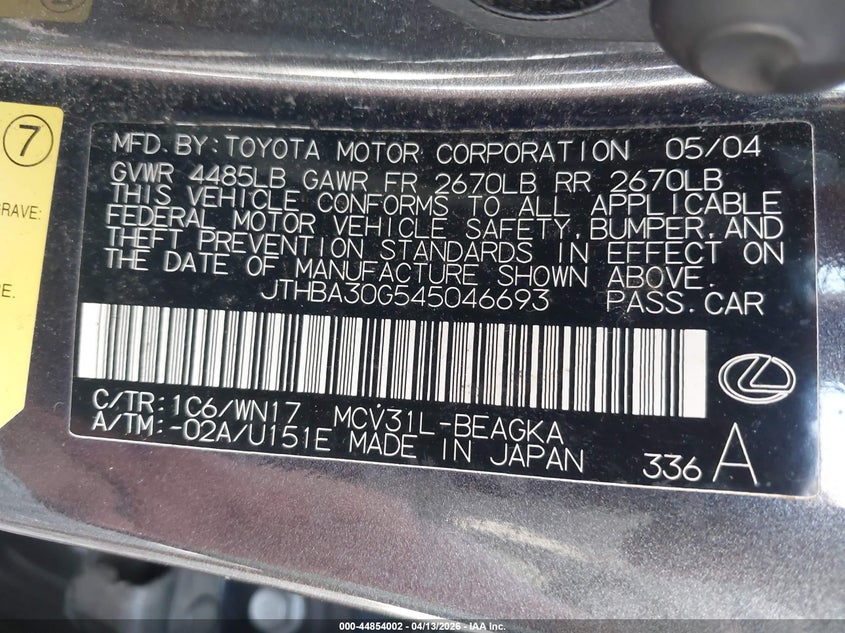 7
RAVE:
E.
MFD. BY: TOYOTA MOTOR CORPORATION 05/04
GVWR 4485LB GAWR FR 2670LB RR 2670LB
THIS VEHICLE CONFORMS TO ALL APPLICABLE
FEDERAL MOTOR VEHICLE SAFETY, BUMPER, AND
THEFT PREVENTION STANDARDS IN EFFECT ON
THE DATE OF MANUFACTURE SHOWN ABOVE.
JTHBA30G545046693 PASS. CAR
C/TR: 1C6/WN17 MCV31L-BEAGKA
A/TM: -02A/U151E MADE IN JAPAN
336 A
000-44854002 - 04/13/2026 - IAA Inc.